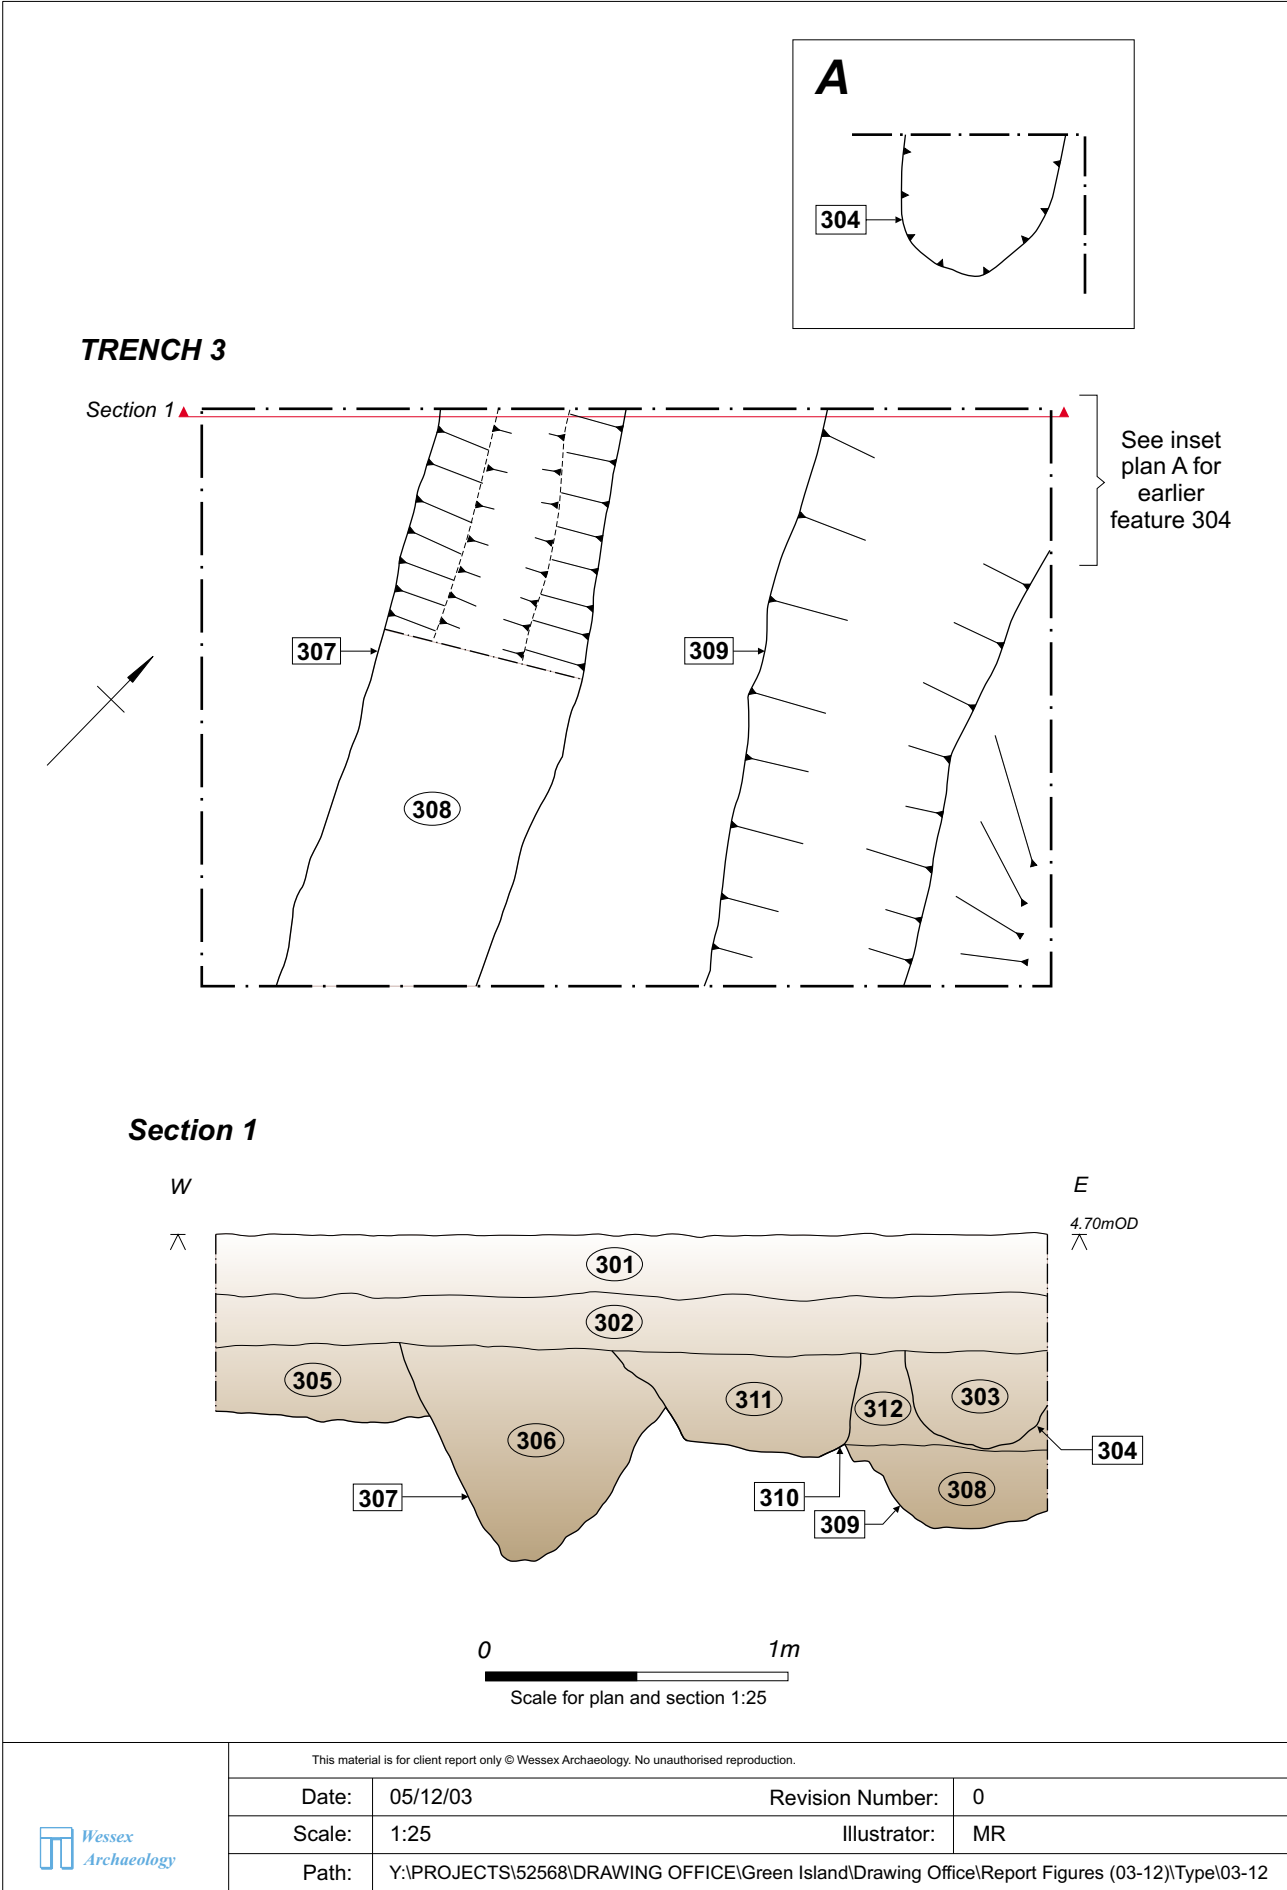 A
304
TRENCH 3
Section 1
See inset
plan A for
earlier
feature 304
307
309
308
Section 1
W
E
4.70mOD
301
302
305
311
312
303
306
304
307
310
308
309
0
1m
Scale for plan and section 1:25
This material is for client report only © Wessex Archaeology. No unauthorised reproduction.
Date:
05/12/03
Revision Number:
0
Scale:
1:25
Illustrator:
MR
Path:
Y:\PROJECTS\52568\DRAWING OFFICE\Green Island\Drawing Office\Report Figures (03-12)\Type\03-12
Wessex
Archaeology